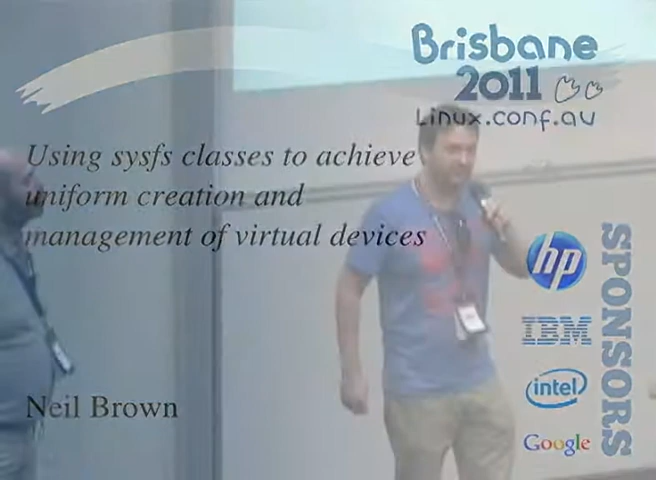 Brisbane
2011
Linux.conf.au
Using sysfs classes to achieve
uniform creation and
management of virtual devices
Neil Brown
hp
IBM
intel
Google
SPONSORS